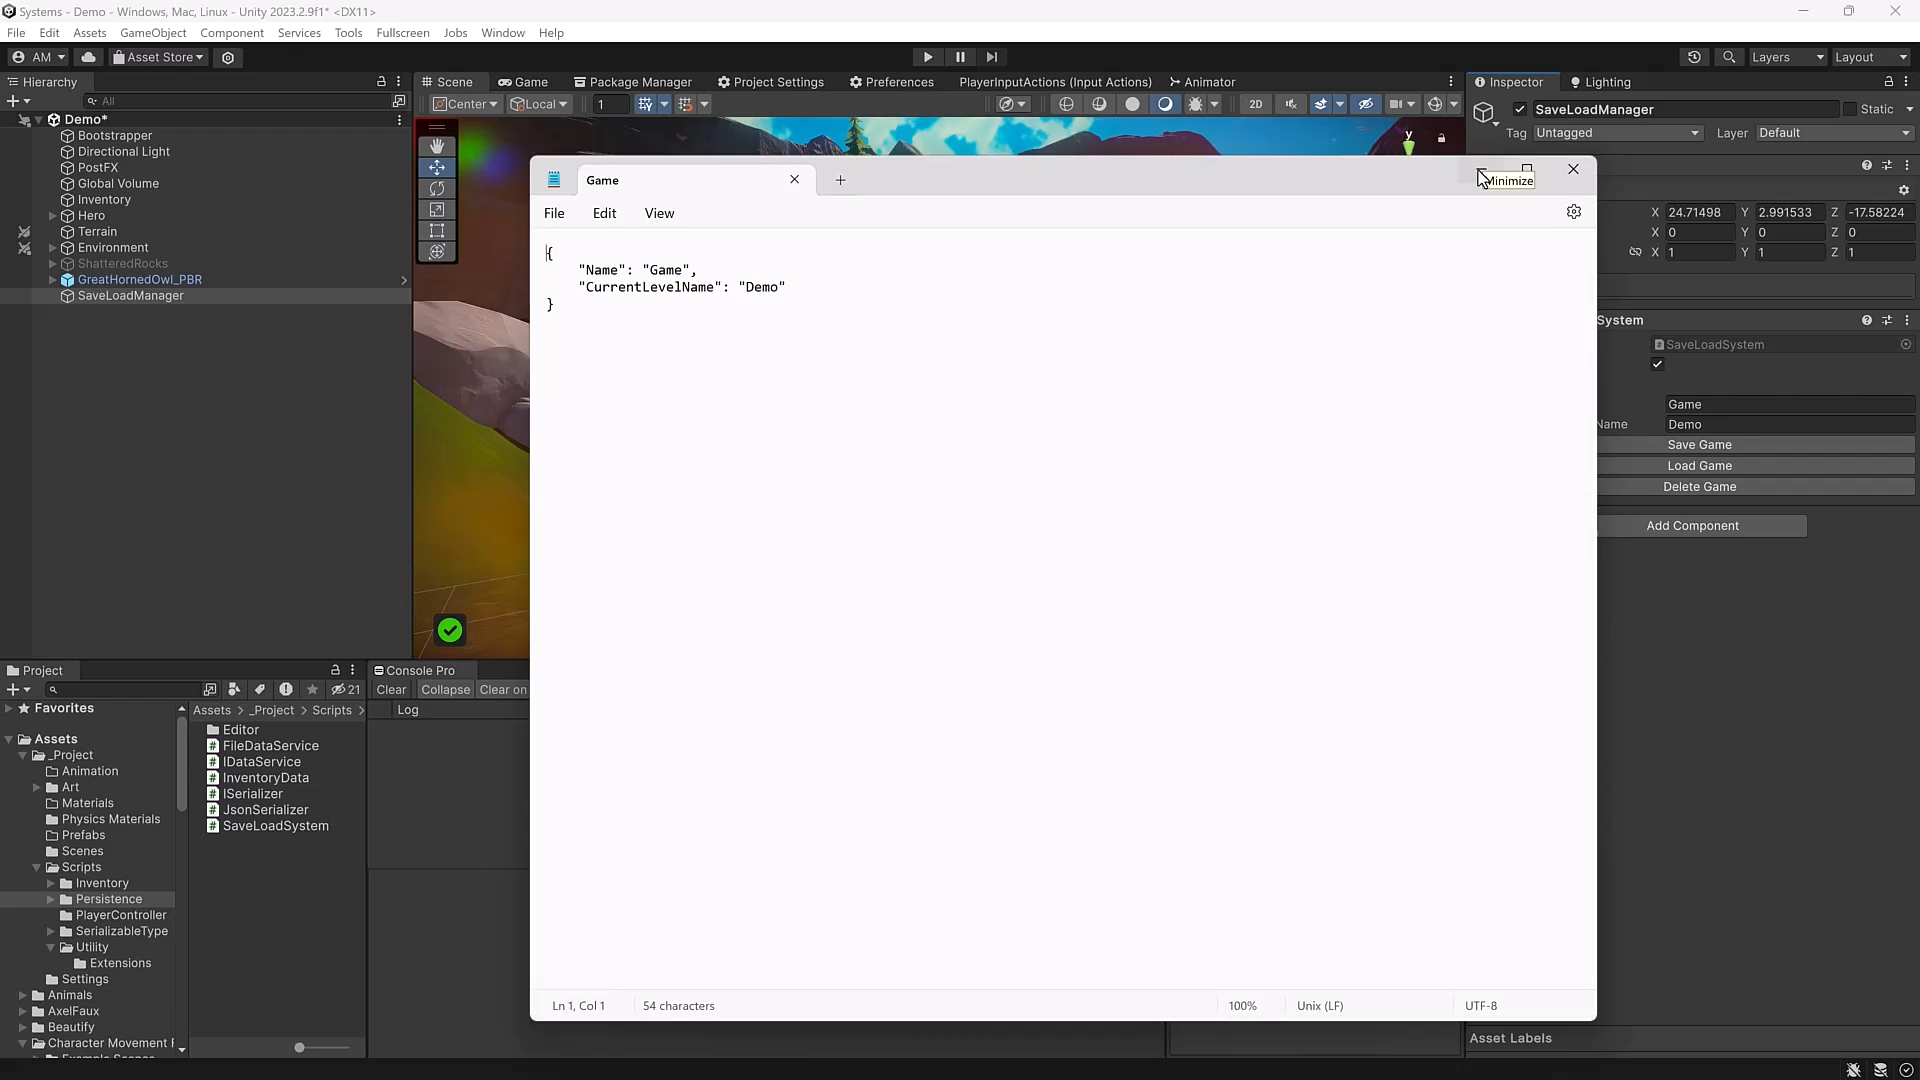 Systems - Demo - Windows, Mac, Linux - Unity 2023.2.9f1* <DX11>
File Edit Assets GameObject Component Services Tools Fullscreen Jobs Window Help
AM Asset Store Layers Layout
Hierarchy
All
Demo*
Bootstrapper
Directional Light
PostFX
Global Volume
Inventory
Hero
Terrain
Environment
ShatteredRocks
GreatHornedOwl_PBR
SaveLoadManager
Scene Game Package Manager Project Settings Preferences PlayerInputActions (Input Actions) Animator
Center Local 1 2D
y
Game
Minimize
File Edit View
{
"Name": "Game",
"CurrentLevelName": "Demo"
}
Ln 1, Col 1 54 characters 100% Unix (LF) UTF-8
Inspector Lighting
SaveLoadManager Static
Tag Untagged Layer Default
X 24.71498 Y 2.991533 Z -17.58224
X 0 Y 0 Z 0
X 1 Y 1 Z 1
System
SaveLoadSystem
Game
Name Demo
Save Game
Load Game
Delete Game
Add Component
Asset Labels
Project
21
Favorites
Assets
_Project
Animation
Art
Materials
Physics Materials
Prefabs
Scenes
Scripts
Inventory
Persistence
PlayerController
SerializableType
Utility
Extensions
Settings
Animals
AxelFaux
Beautify
Character Movement
Assets > _Project > Scripts >
Editor
FileDataService
IDataService
InventoryData
ISerializer
JsonSerializer
SaveLoadSystem
Console Pro
Clear Collapse Clear on
Log